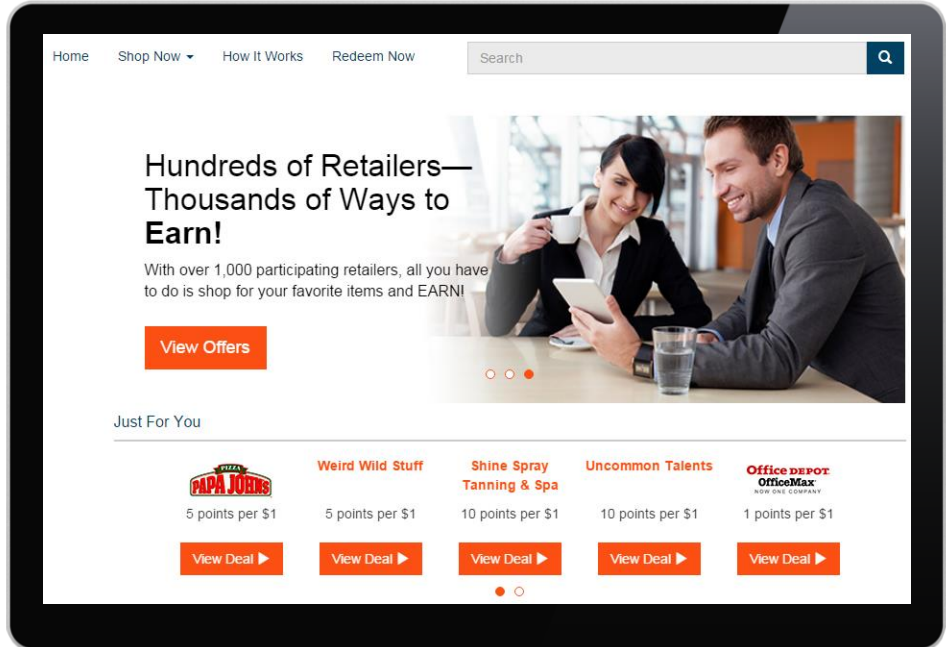 Home Shop Now How It Works Redeem Now Search
Hundreds of Retailers—
Thousands of Ways to
Earn!
With over 1,000 participating retailers, all you have
to do is shop for your favorite items and EARN!
View Offers
Just For You
PIZZA
PAPA JOHNS
5 points per $1
View Deal
Weird Wild Stuff
5 points per $1
View Deal
Shine Spray
Tanning & Spa
10 points per $1
View Deal
Uncommon Talents
10 points per $1
View Deal
Office DEPOT
OfficeMax
NOW ONE COMPANY
1 points per $1
View Deal